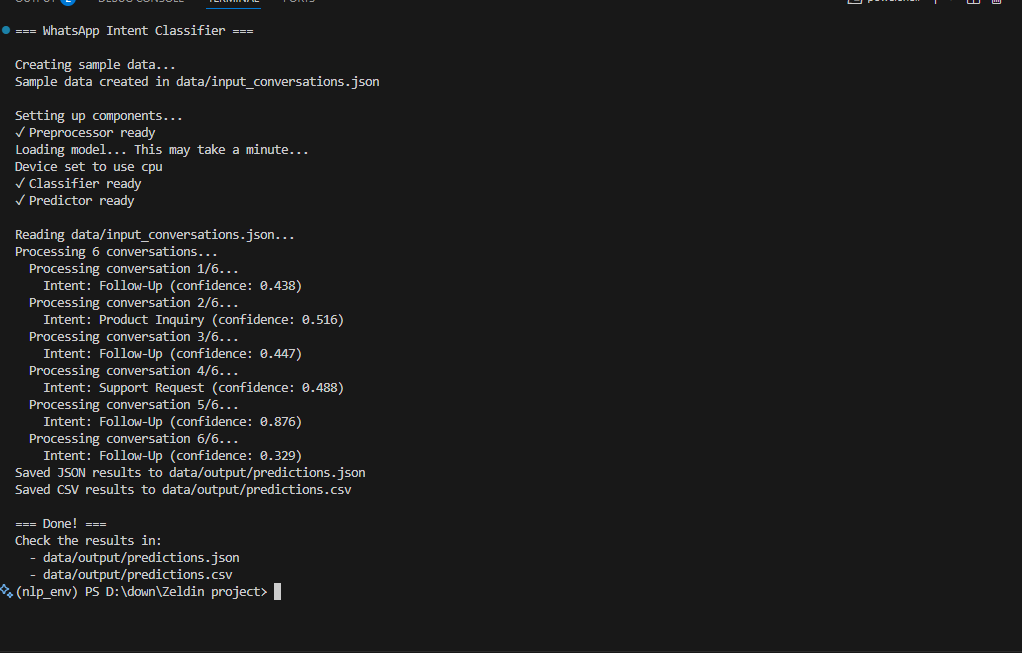 OUTPUT 2 DEBUG CONSOLE TERMINAL PORTS powershell
=== WhatsApp Intent Classifier ===
Creating sample data...
Sample data created in data/input_conversations.json
Setting up components...
✓ Preprocessor ready
Loading model... This may take a minute...
Device set to use cpu
✓ Classifier ready
✓ Predictor ready
Reading data/input_conversations.json...
Processing 6 conversations...
Processing conversation 1/6...
Intent: Follow-Up (confidence: 0.438)
Processing conversation 2/6...
Intent: Product Inquiry (confidence: 0.516)
Processing conversation 3/6...
Intent: Follow-Up (confidence: 0.447)
Processing conversation 4/6...
Intent: Support Request (confidence: 0.488)
Processing conversation 5/6...
Intent: Follow-Up (confidence: 0.876)
Processing conversation 6/6...
Intent: Follow-Up (confidence: 0.329)
Saved JSON results to data/output/predictions.json
Saved CSV results to data/output/predictions.csv
=== Done! ===
Check the results in:
- data/output/predictions.json
- data/output/predictions.csv
(nlp_env) PS D:\down\Zeldin project>